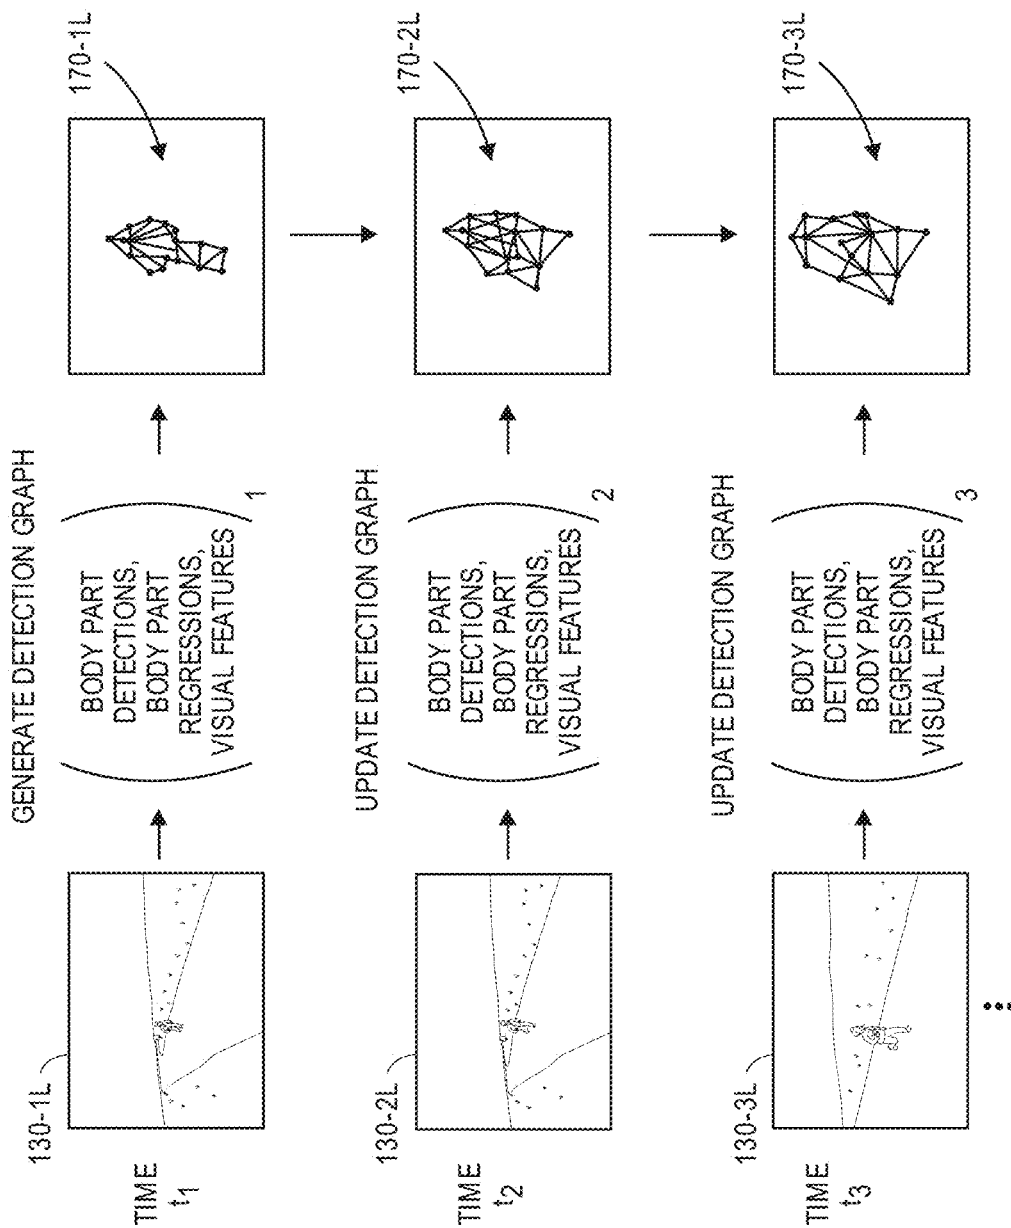 TIME
t1
130-1L
GENERATE DETECTION GRAPH
BODY PART
DETECTIONS,
BODY PART
REGRESSIONS,
VISUAL FEATURES
1
170-1L
TIME
t2
130-2L
UPDATE DETECTION GRAPH
BODY PART
DETECTIONS,
BODY PART
REGRESSIONS,
VISUAL FEATURES
2
170-2L
TIME
t3
130-3L
UPDATE DETECTION GRAPH
BODY PART
DETECTIONS,
BODY PART
REGRESSIONS,
VISUAL FEATURES
3
170-3L